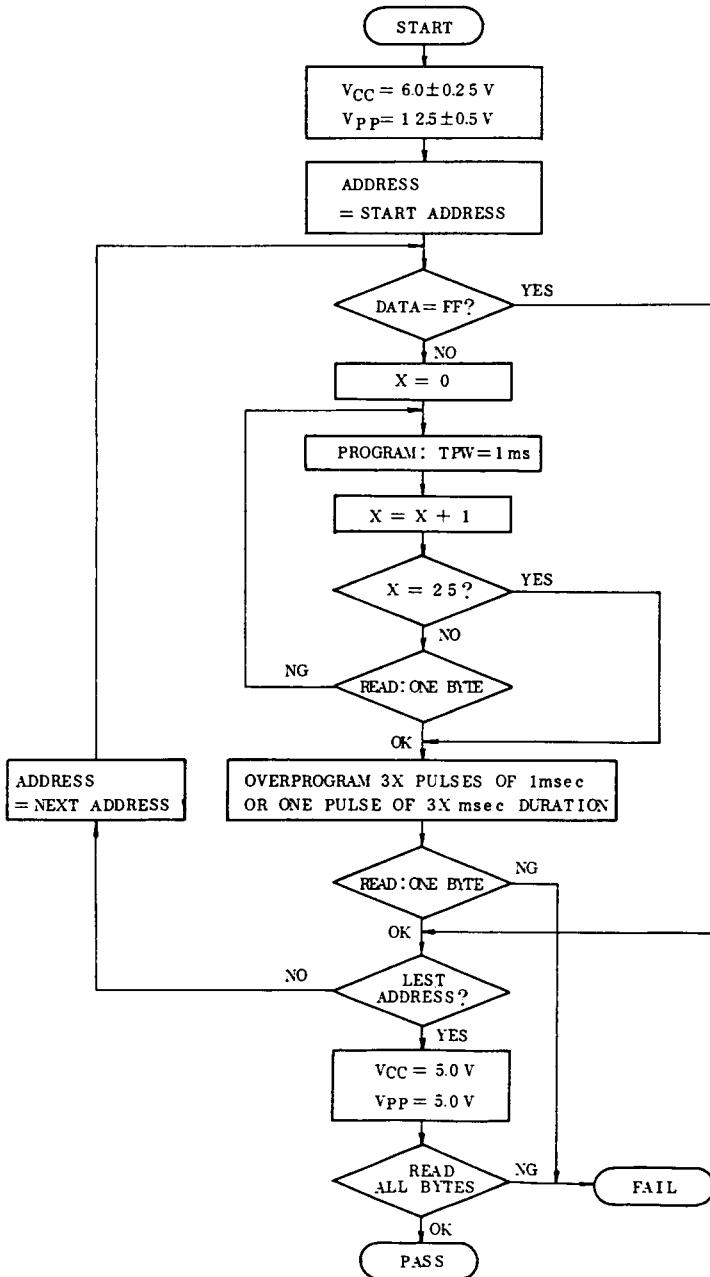 START
VCC = 6.0±0.25 V
VPP = 12.5±0.5 V
ADDRESS
= START ADDRESS
DATA = FF?
YES
NO
X = 0
PROGRAM: TPW = 1ms
X = X + 1
X = 25?
YES
NO
NG
READ: ONE BYTE
OK
ADDRESS
= NEXT ADDRESS
OVERPROGRAM 3X PULSES OF 1msec
OR ONE PULSE OF 3X msec DURATION
READ: ONE BYTE
NG
OK
NO
LEST
ADDRESS?
YES
VCC = 5.0 V
VPP = 5.0 V
READ
ALL BYTES
NG
FAIL
OK
PASS